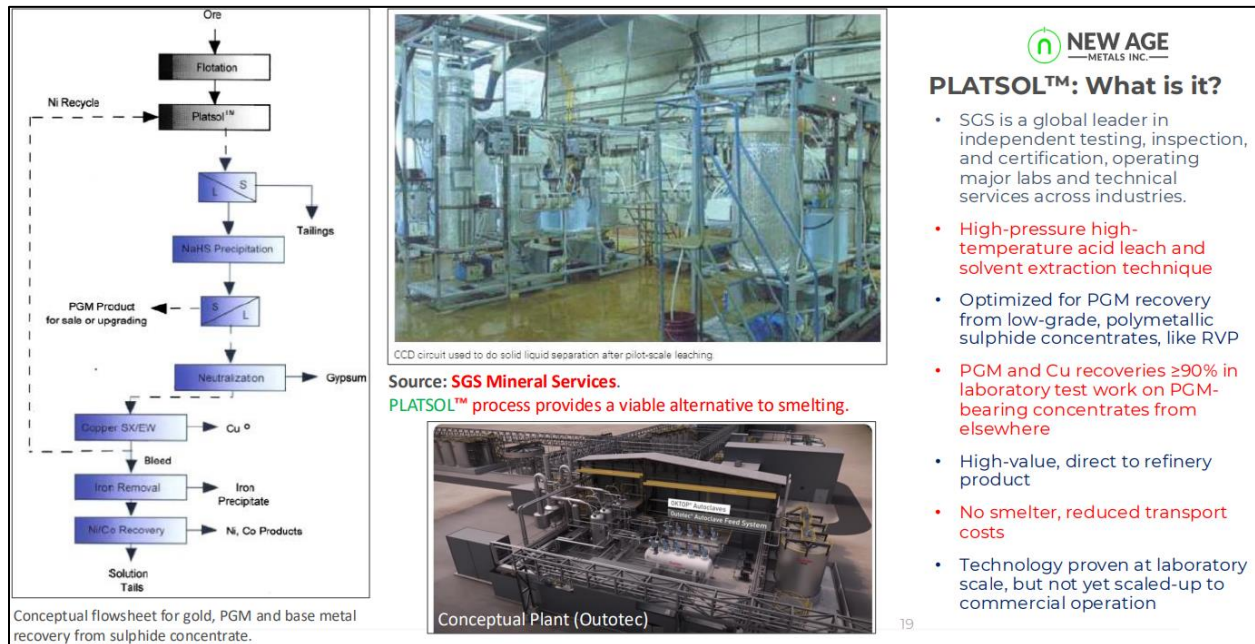 Ore
Flotation
Ni Recycle
Platsol™
L S
Tailings
NaHS Precipitation
PGM Product
for sale or upgrading
S L
Neutralization
Gypsum
Copper SX/EW
Cu º
Bleed
Iron Removal
Iron
Precipitate
Ni/Co Recovery
Ni, Co Products
Solution
Tails
Conceptual flowsheet for gold, PGM and base metal
recovery from sulphide concentrate.
CCD circuit used to do solid liquid separation after pilot-scale leaching.
Source: SGS Mineral Services.
PLATSOL™ process provides a viable alternative to smelting.
OKTOP® Autoclaves
Outotec® Autoclave Feed System
Conceptual Plant (Outotec)
NEW AGE
METALS INC.
PLATSOL™: What is it?
• SGS is a global leader in
independent testing, inspection,
and certification, operating
major labs and technical
services across industries.
• High-pressure high-
temperature acid leach and
solvent extraction technique
• Optimized for PGM recovery
from low-grade, polymetallic
sulphide concentrates, like RVP
• PGM and Cu recoveries ≥90% in
laboratory test work on PGM-
bearing concentrates from
elsewhere
• High-value, direct to refinery
product
• No smelter, reduced transport
costs
• Technology proven at laboratory
scale, but not yet scaled-up to
commercial operation
19